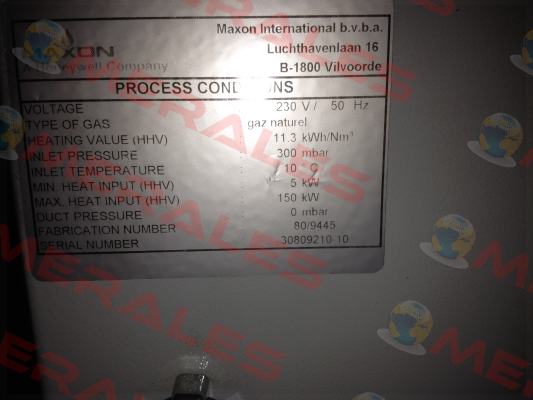 MAXON
A Honeywell Company
Maxon International b.v.b.a.
Luchthavenlaan 16
B-1800 Vilvoorde
PROCESS CONDITIONS
VOLTAGE 230 V / 50 Hz
TYPE OF GAS gaz naturel
HEATING VALUE (HHV) 11.3 kWh/Nm³
INLET PRESSURE 300 mbar
INLET TEMPERATURE 10 °C
MIN. HEAT INPUT (HHV) 5 kW
MAX. HEAT INPUT (HHV) 150 kW
DUCT PRESSURE 0 mbar
FABRICATION NUMBER 80/9445
SERIAL NUMBER 30809210-10
MERALES
MERALES
MERALES
MERALES